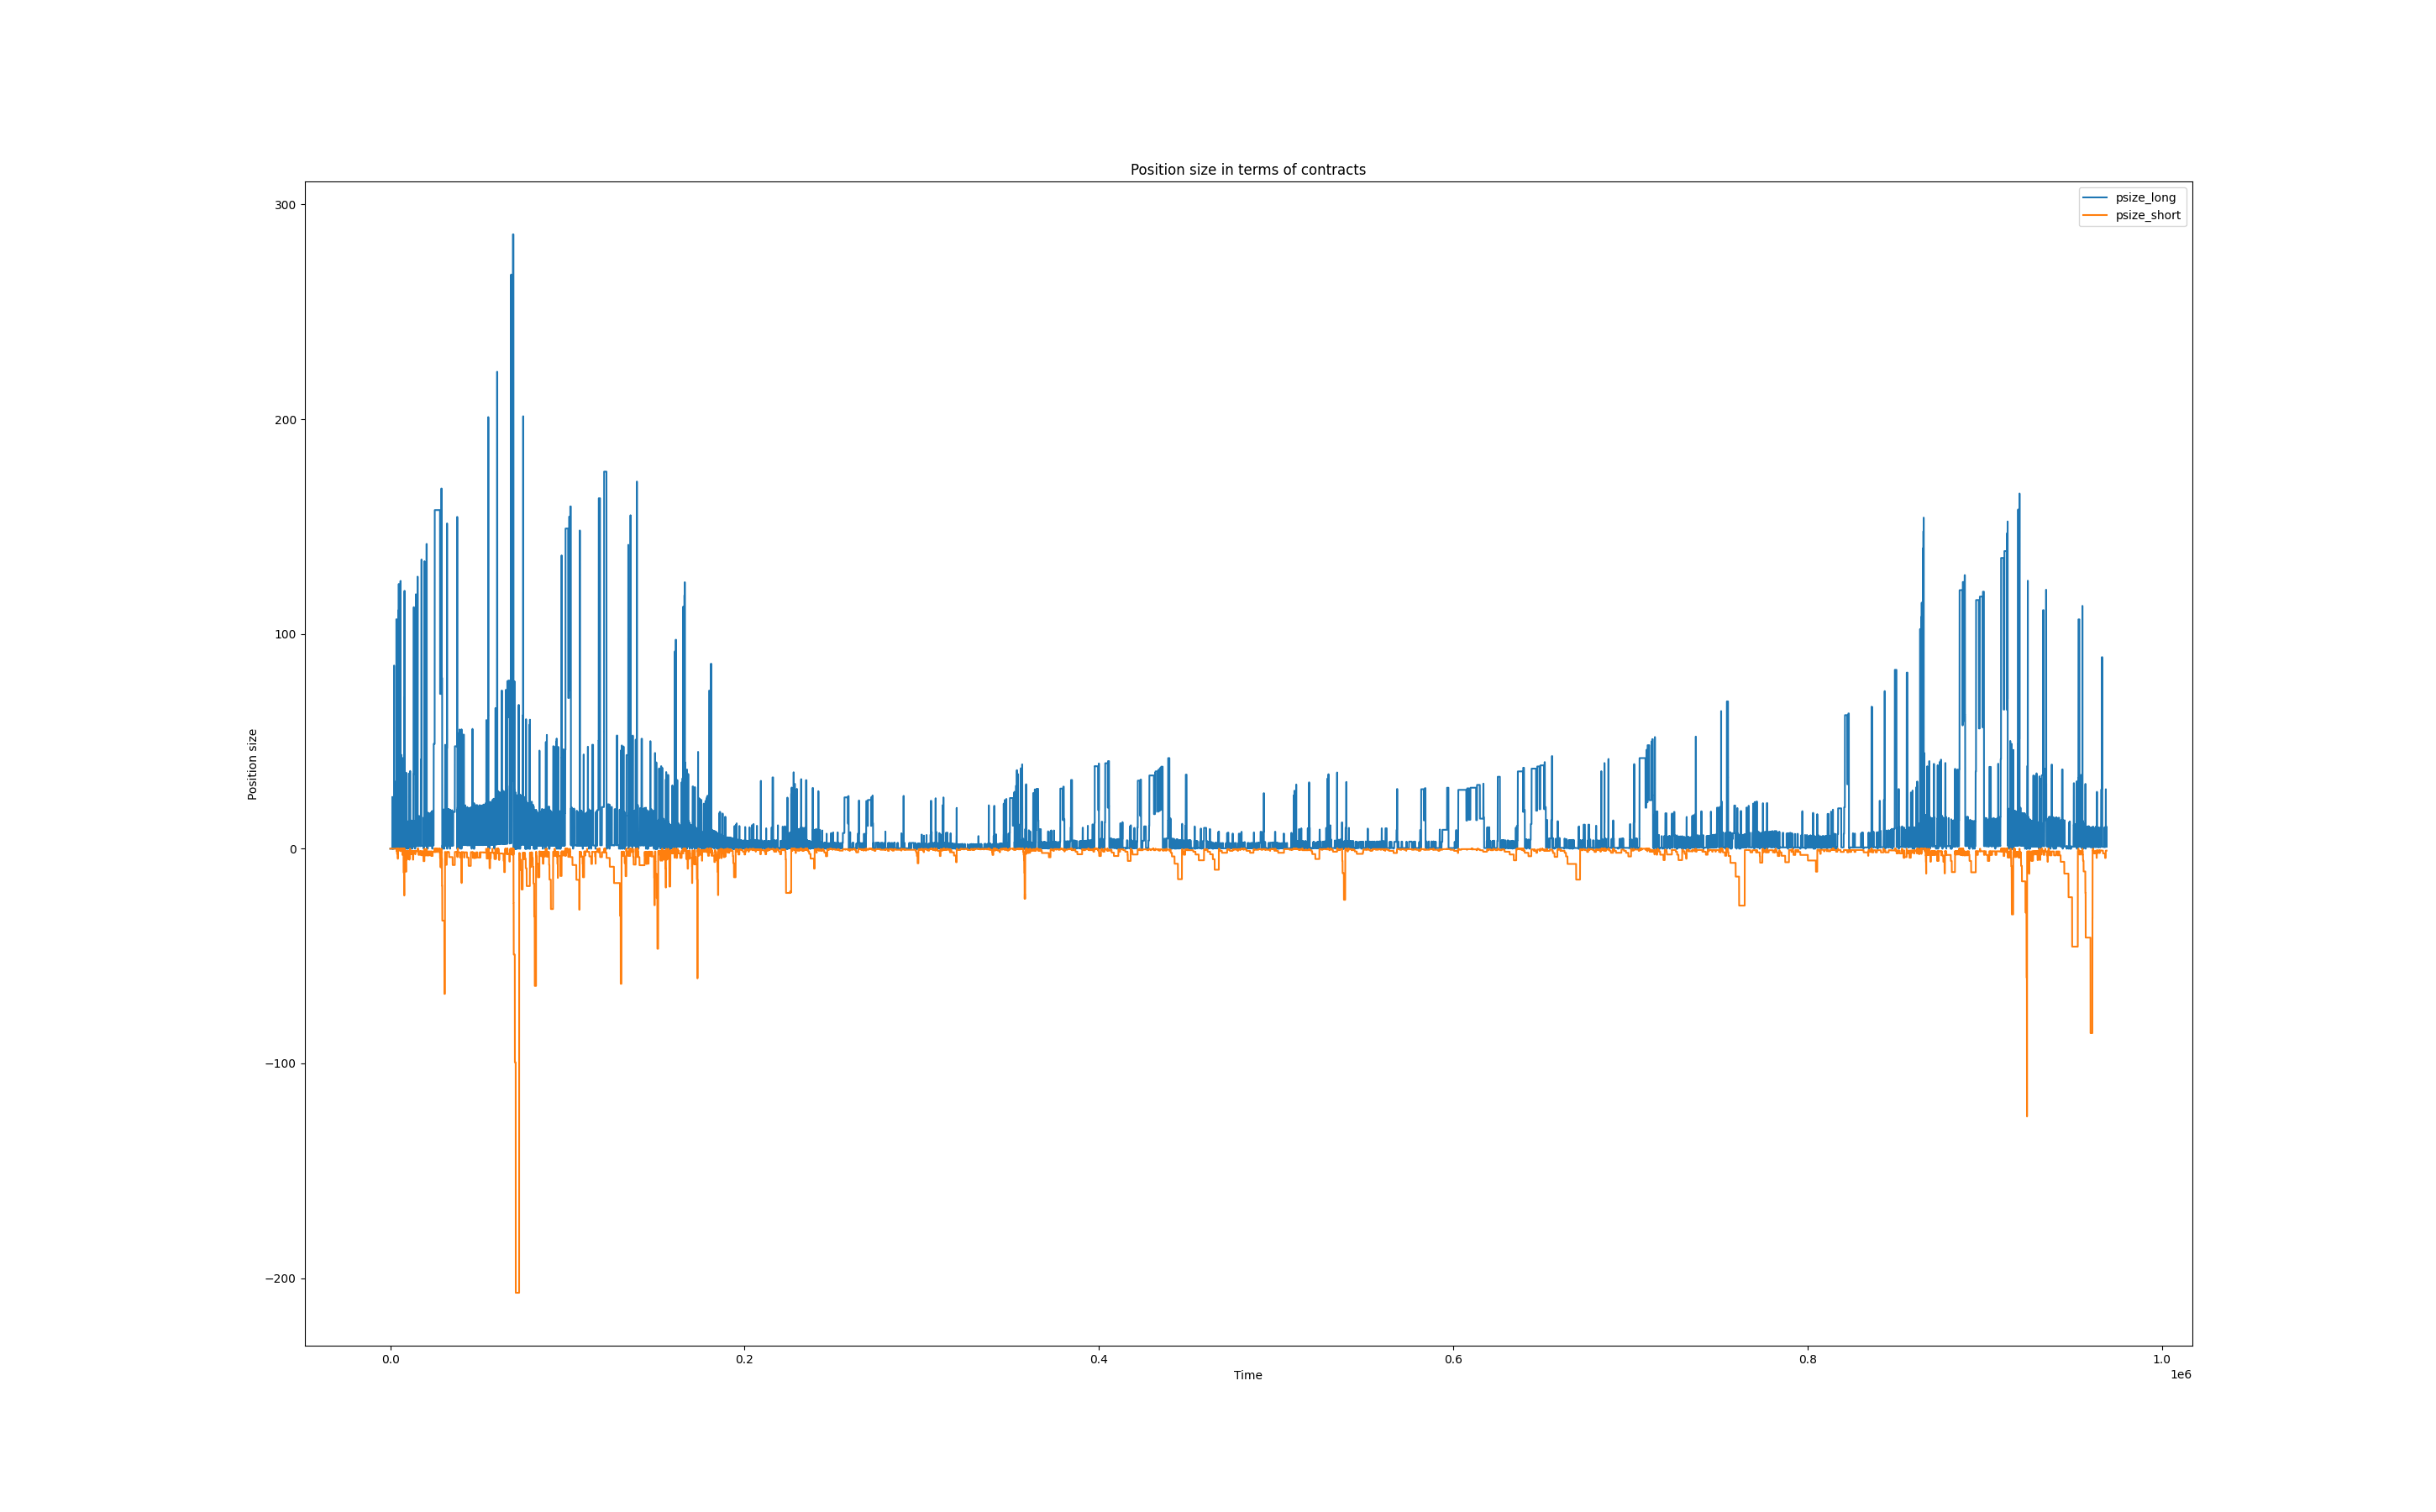 Position size in terms of contracts
psize_long
psize_short
300
200
100
0
−100
−200
Position size
0.0
0.2
0.4
0.6
0.8
1.0
1e6
Time